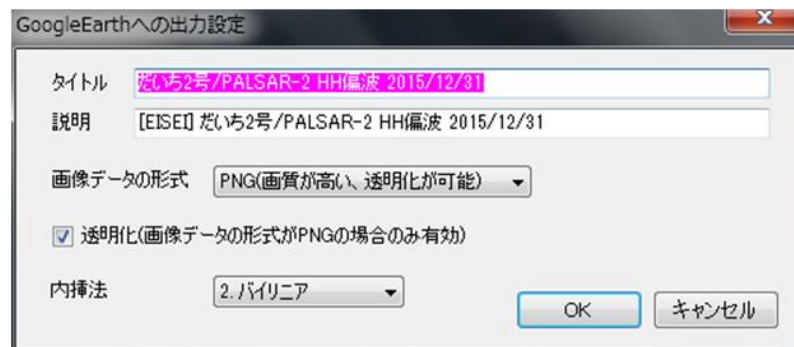 GoogleEarthへの出力設定
タイトル だいち2号/PALSAR-2 HH偏波 2015/12/31
説明 [EISEI] だいち2号/PALSAR-2 HH偏波 2015/12/31
画像データの形式 PNG(画質が高い、透明化が可能)
透明化(画像データの形式がPNGの場合のみ有効)
内挿法 2. バイリニア
OK キャンセル